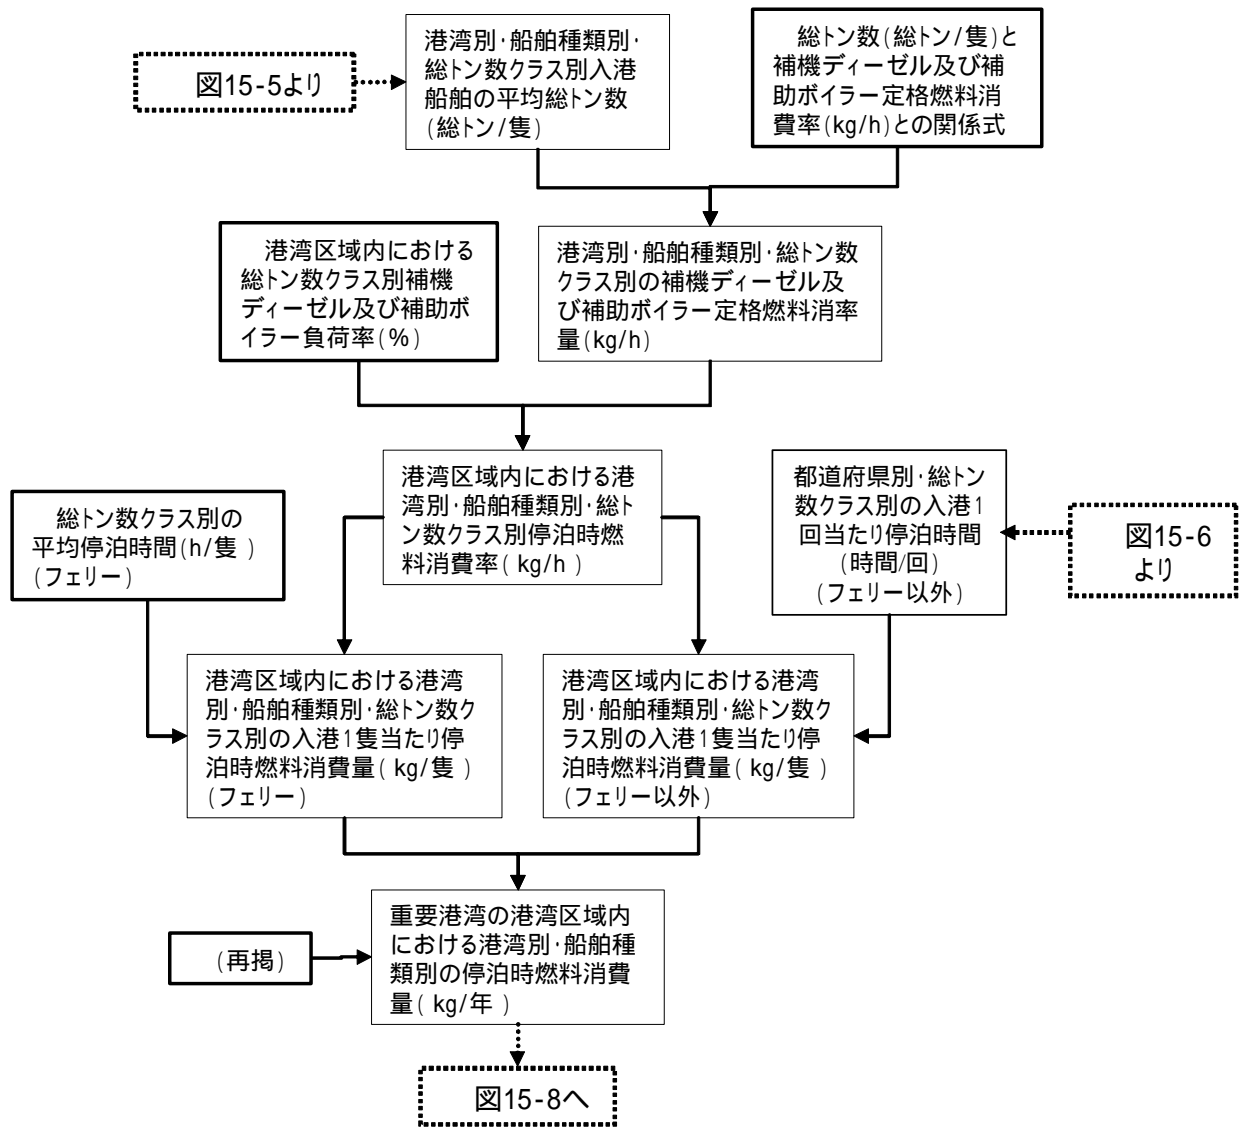 図15-5より
港湾別･船舶種類別･
総トン数クラス別入港
船舶の平均総トン数
(総トン/隻)
総トン数(総トン/隻)と
補機ディーゼル及び補
助ボイラー定格燃料消
費率(kg/h)との関係式
港湾区域内における
総トン数クラス別補機
ディーゼル及び補助ボ
イラー負荷率(%)
港湾別･船舶種類別･総トン数
クラス別の補機ディーゼル及
び補助ボイラー定格燃料消率
量(kg/h)
総トン数クラス別の
平均停泊時間(h/隻)
(フェリー)
港湾区域内における港
湾別･船舶種類別･総ト
ン数クラス別停泊時燃
料消費率(kg/h)
都道府県別･総トン
数クラス別の入港1
回当たり停泊時間
(時間/回)
(フェリー以外)
図15-6
より
港湾区域内における港湾
別･船舶種類別･総トン数ク
ラス別の入港1隻当たり停
泊時燃料消費量(kg/隻)
(フェリー)
港湾区域内における港湾
別･船舶種類別･総トン数ク
ラス別の入港1隻当たり停
泊時燃料消費量(kg/隻)
(フェリー以外)
(再掲)
重要港湾の港湾区域内
における港湾別･船舶種
類別の停泊時燃料消費
量(kg/年)
図15-8へ